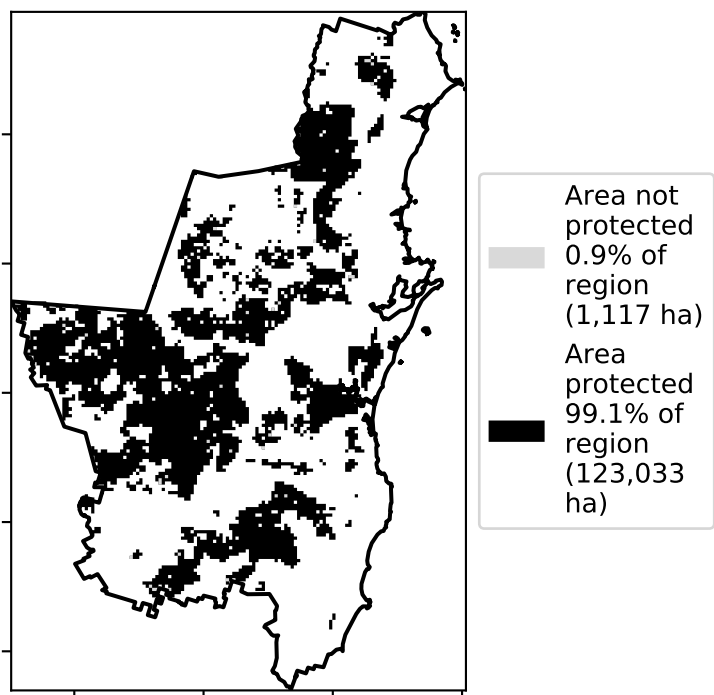 Area not
protected
0.9% of
region
(1,117 ha)
Area
protected
99.1% of
region
(123,033
ha)